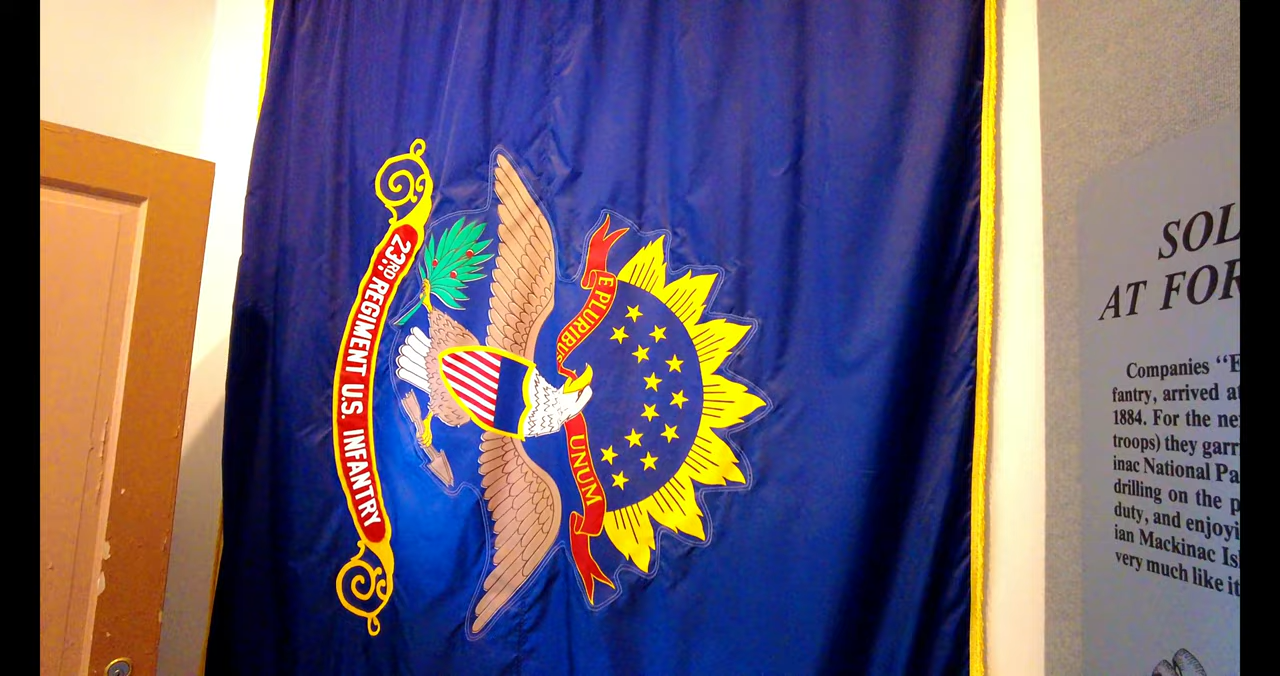 E PLURIBUS
UNUM
23RD REGIMENT U.S. INFANTRY
SOL
AT FOR
Companies “E
fantry, arrived at
1884. For the ne
troops) they garr
inac National Pa
drilling on the p
duty, and enjoyi
ian Mackinac Is
very much like it